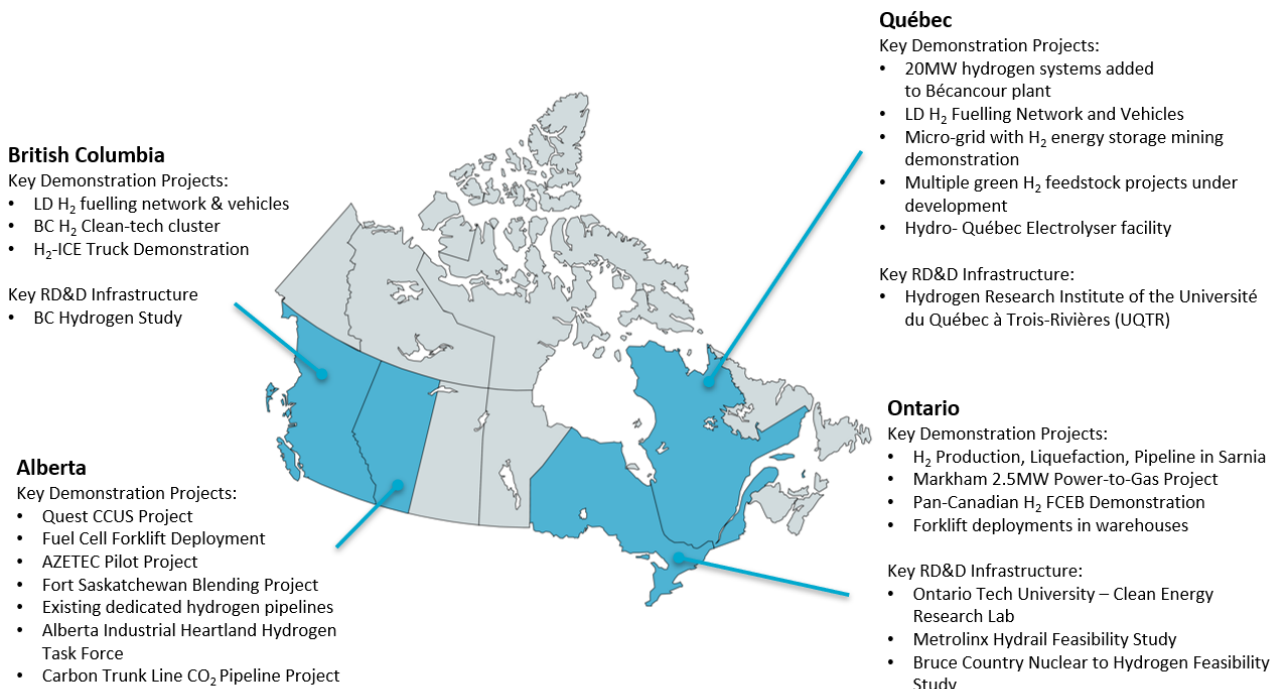 British Columbia
Key Demonstration Projects:
• LD H₂ fuelling network & vehicles
• BC H₂ Clean-tech cluster
• H₂-ICE Truck Demonstration
Key RD&D Infrastructure
• BC Hydrogen Study
Alberta
Key Demonstration Projects:
• Quest CCUS Project
• Fuel Cell Forklift Deployment
• AZETEC Pilot Project
• Fort Saskatchewan Blending Project
• Existing dedicated hydrogen pipelines
• Alberta Industrial Heartland Hydrogen
Task Force
• Carbon Trunk Line CO₂ Pipeline Project
Québec
Key Demonstration Projects:
• 20MW hydrogen systems added
to Bécancour plant
• LD H₂ Fuelling Network and Vehicles
• Micro-grid with H₂ energy storage mining
demonstration
• Multiple green H₂ feedstock projects under
development
• Hydro- Québec Electrolyser facility
Key RD&D Infrastructure:
• Hydrogen Research Institute of the Université
du Québec à Trois-Rivières (UQTR)
Ontario
Key Demonstration Projects:
• H₂ Production, Liquefaction, Pipeline in Sarnia
• Markham 2.5MW Power-to-Gas Project
• Pan-Canadian H₂ FCEB Demonstration
• Forklift deployments in warehouses
Key RD&D Infrastructure:
• Ontario Tech University – Clean Energy
Research Lab
• Metrolinx Hydrail Feasibility Study
• Bruce Country Nuclear to Hydrogen Feasibility
Study